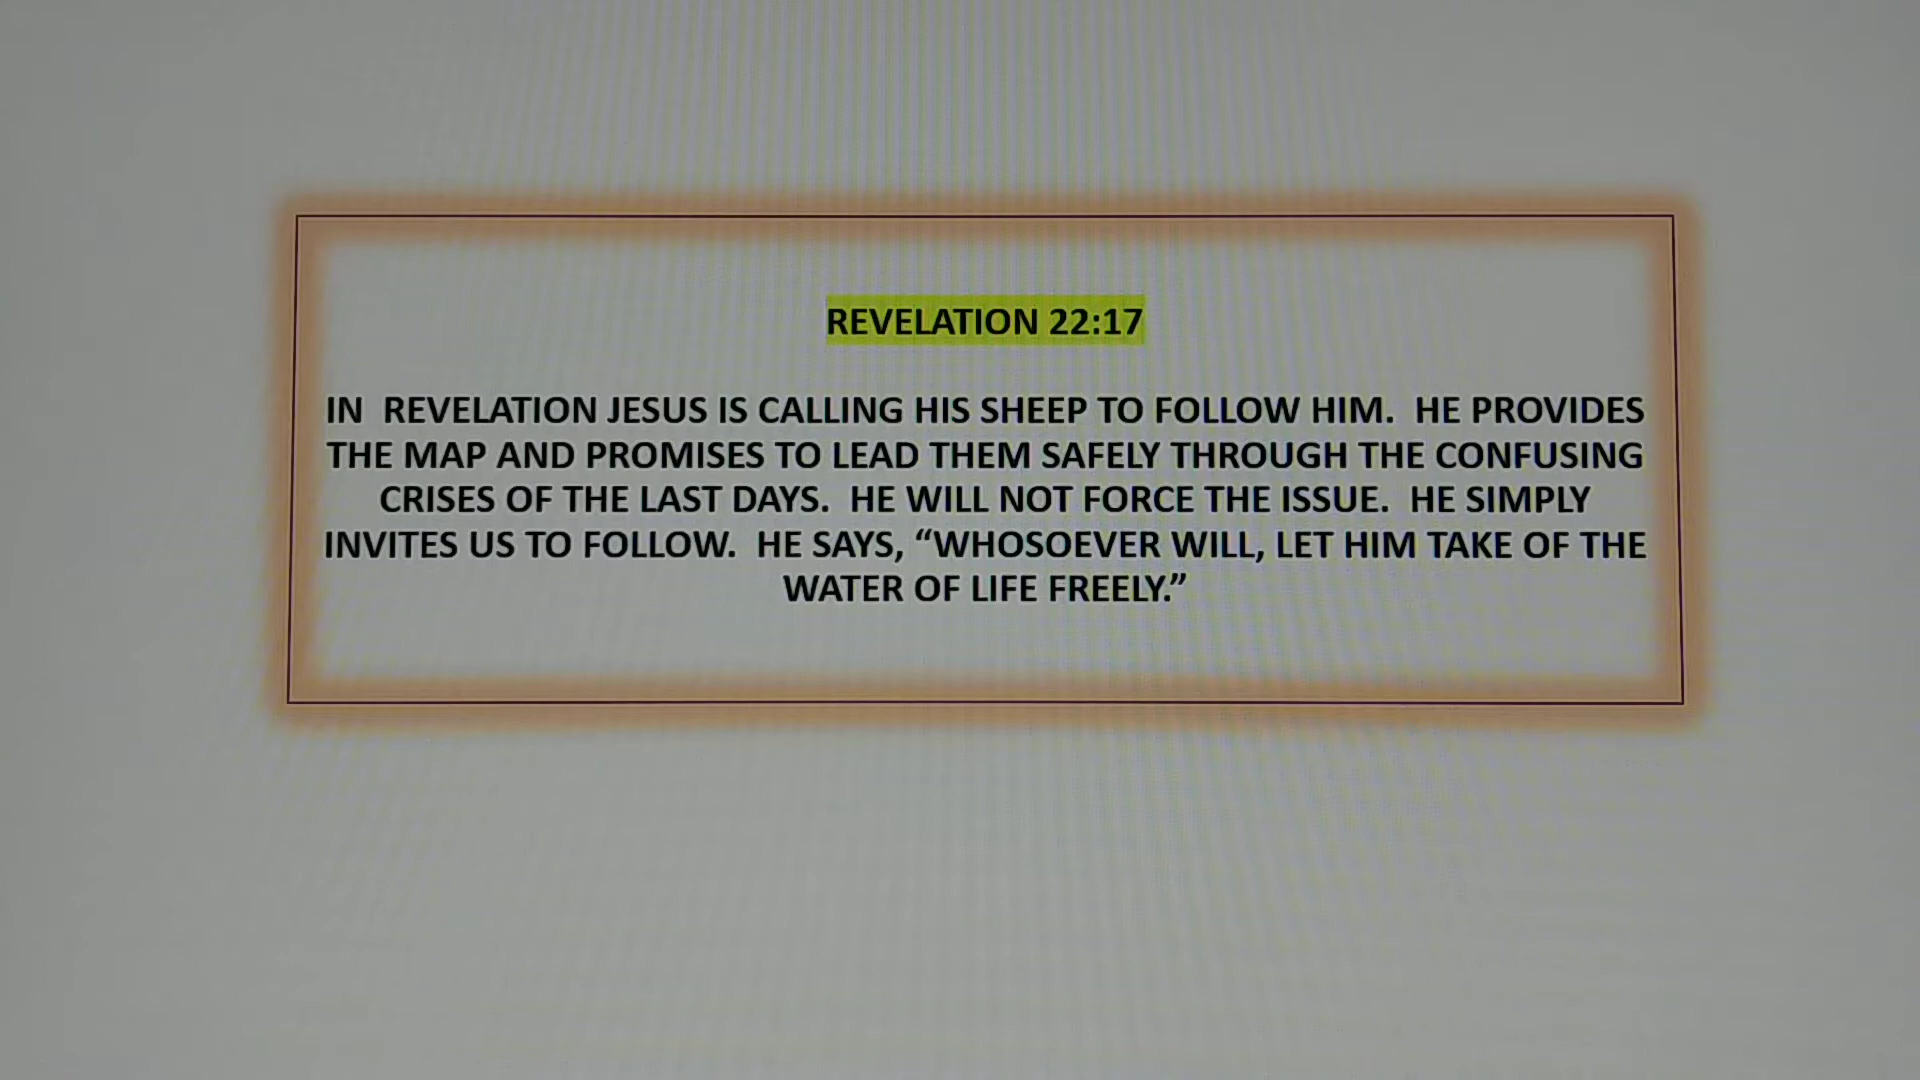 REVELATION 22:17
IN  REVELATION JESUS IS CALLING HIS SHEEP TO FOLLOW HIM.  HE PROVIDES
THE MAP AND PROMISES TO LEAD THEM SAFELY THROUGH THE CONFUSING
CRISES OF THE LAST DAYS.  HE WILL NOT FORCE THE ISSUE.  HE SIMPLY
INVITES US TO FOLLOW.  HE SAYS, “WHOSOEVER WILL, LET HIM TAKE OF THE
WATER OF LIFE FREELY.”